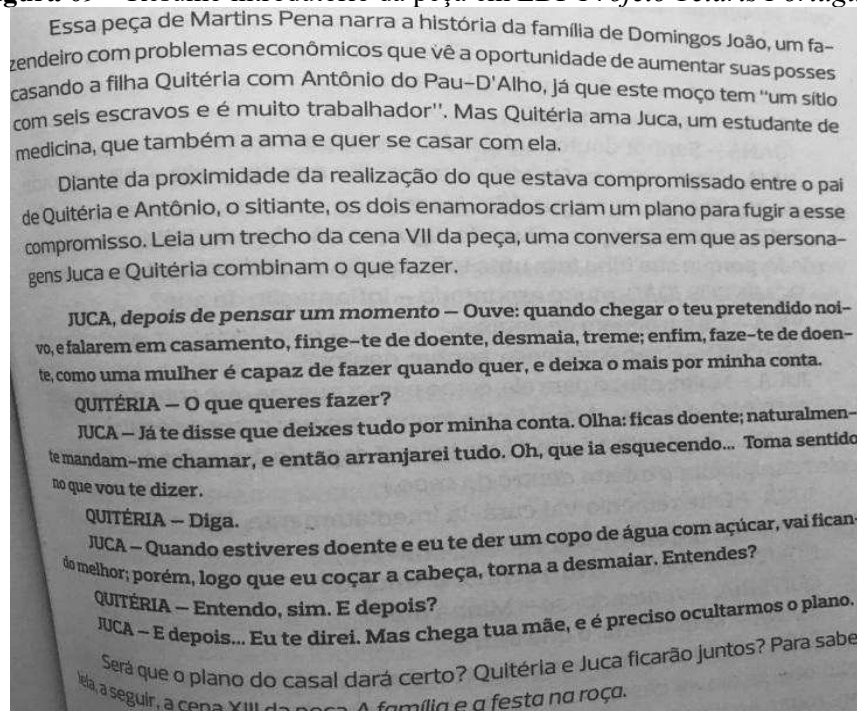 Essa peça de Martins Pena narra a história da família de Domingos João, um fa-
zendeiro com problemas econômicos que vê a oportunidade de aumentar suas posses
casando a filha Quitéria com Antônio do Pau-D'Alho, já que este moço tem "um sítio
com seis escravos e é muito trabalhador". Mas Quitéria ama Juca, um estudante de
medicina, que também a ama e quer se casar com ela.
Diante da proximidade da realização do que estava compromissado entre o pai
de Quitéria e Antônio, o sitiante, os dois enamorados criam um plano para fugir a esse
compromisso. Leia um trecho da cena VII da peça, uma conversa em que as persona-
gens Juca e Quitéria combinam o que fazer.
JUCA, depois de pensar um momento — Ouve: quando chegar o teu pretendido noi-
vo, e falarem em casamento, finge-te de doente, desmaia, treme; enfim, faze-te de doen-
te, como uma mulher é capaz de fazer quando quer, e deixa o mais por minha conta.
QUITÉRIA — O que queres fazer?
JUCA — Já te disse que deixes tudo por minha conta. Olha: ficas doente; naturalmen-
te mandam-me chamar, e então arranjarei tudo. Oh, que ia esquecendo... Toma sentido
no que vou te dizer.
QUITÉRIA — Diga.
JUCA — Quando estiveres doente e eu te der um copo de água com açúcar, vai fican-
do melhor; porém, logo que eu coçar a cabeça, torna a desmaiar. Entendes?
QUITÉRIA — Entendo, sim. E depois?
JUCA — E depois... Eu te direi. Mas chega tua mãe, e é preciso ocultarmos o plano.
Será que o plano do casal dará certo? Quitéria e Juca ficarão juntos? Para sabe
leia, a seguir, a cena XIII da peça A família e a festa na roça.